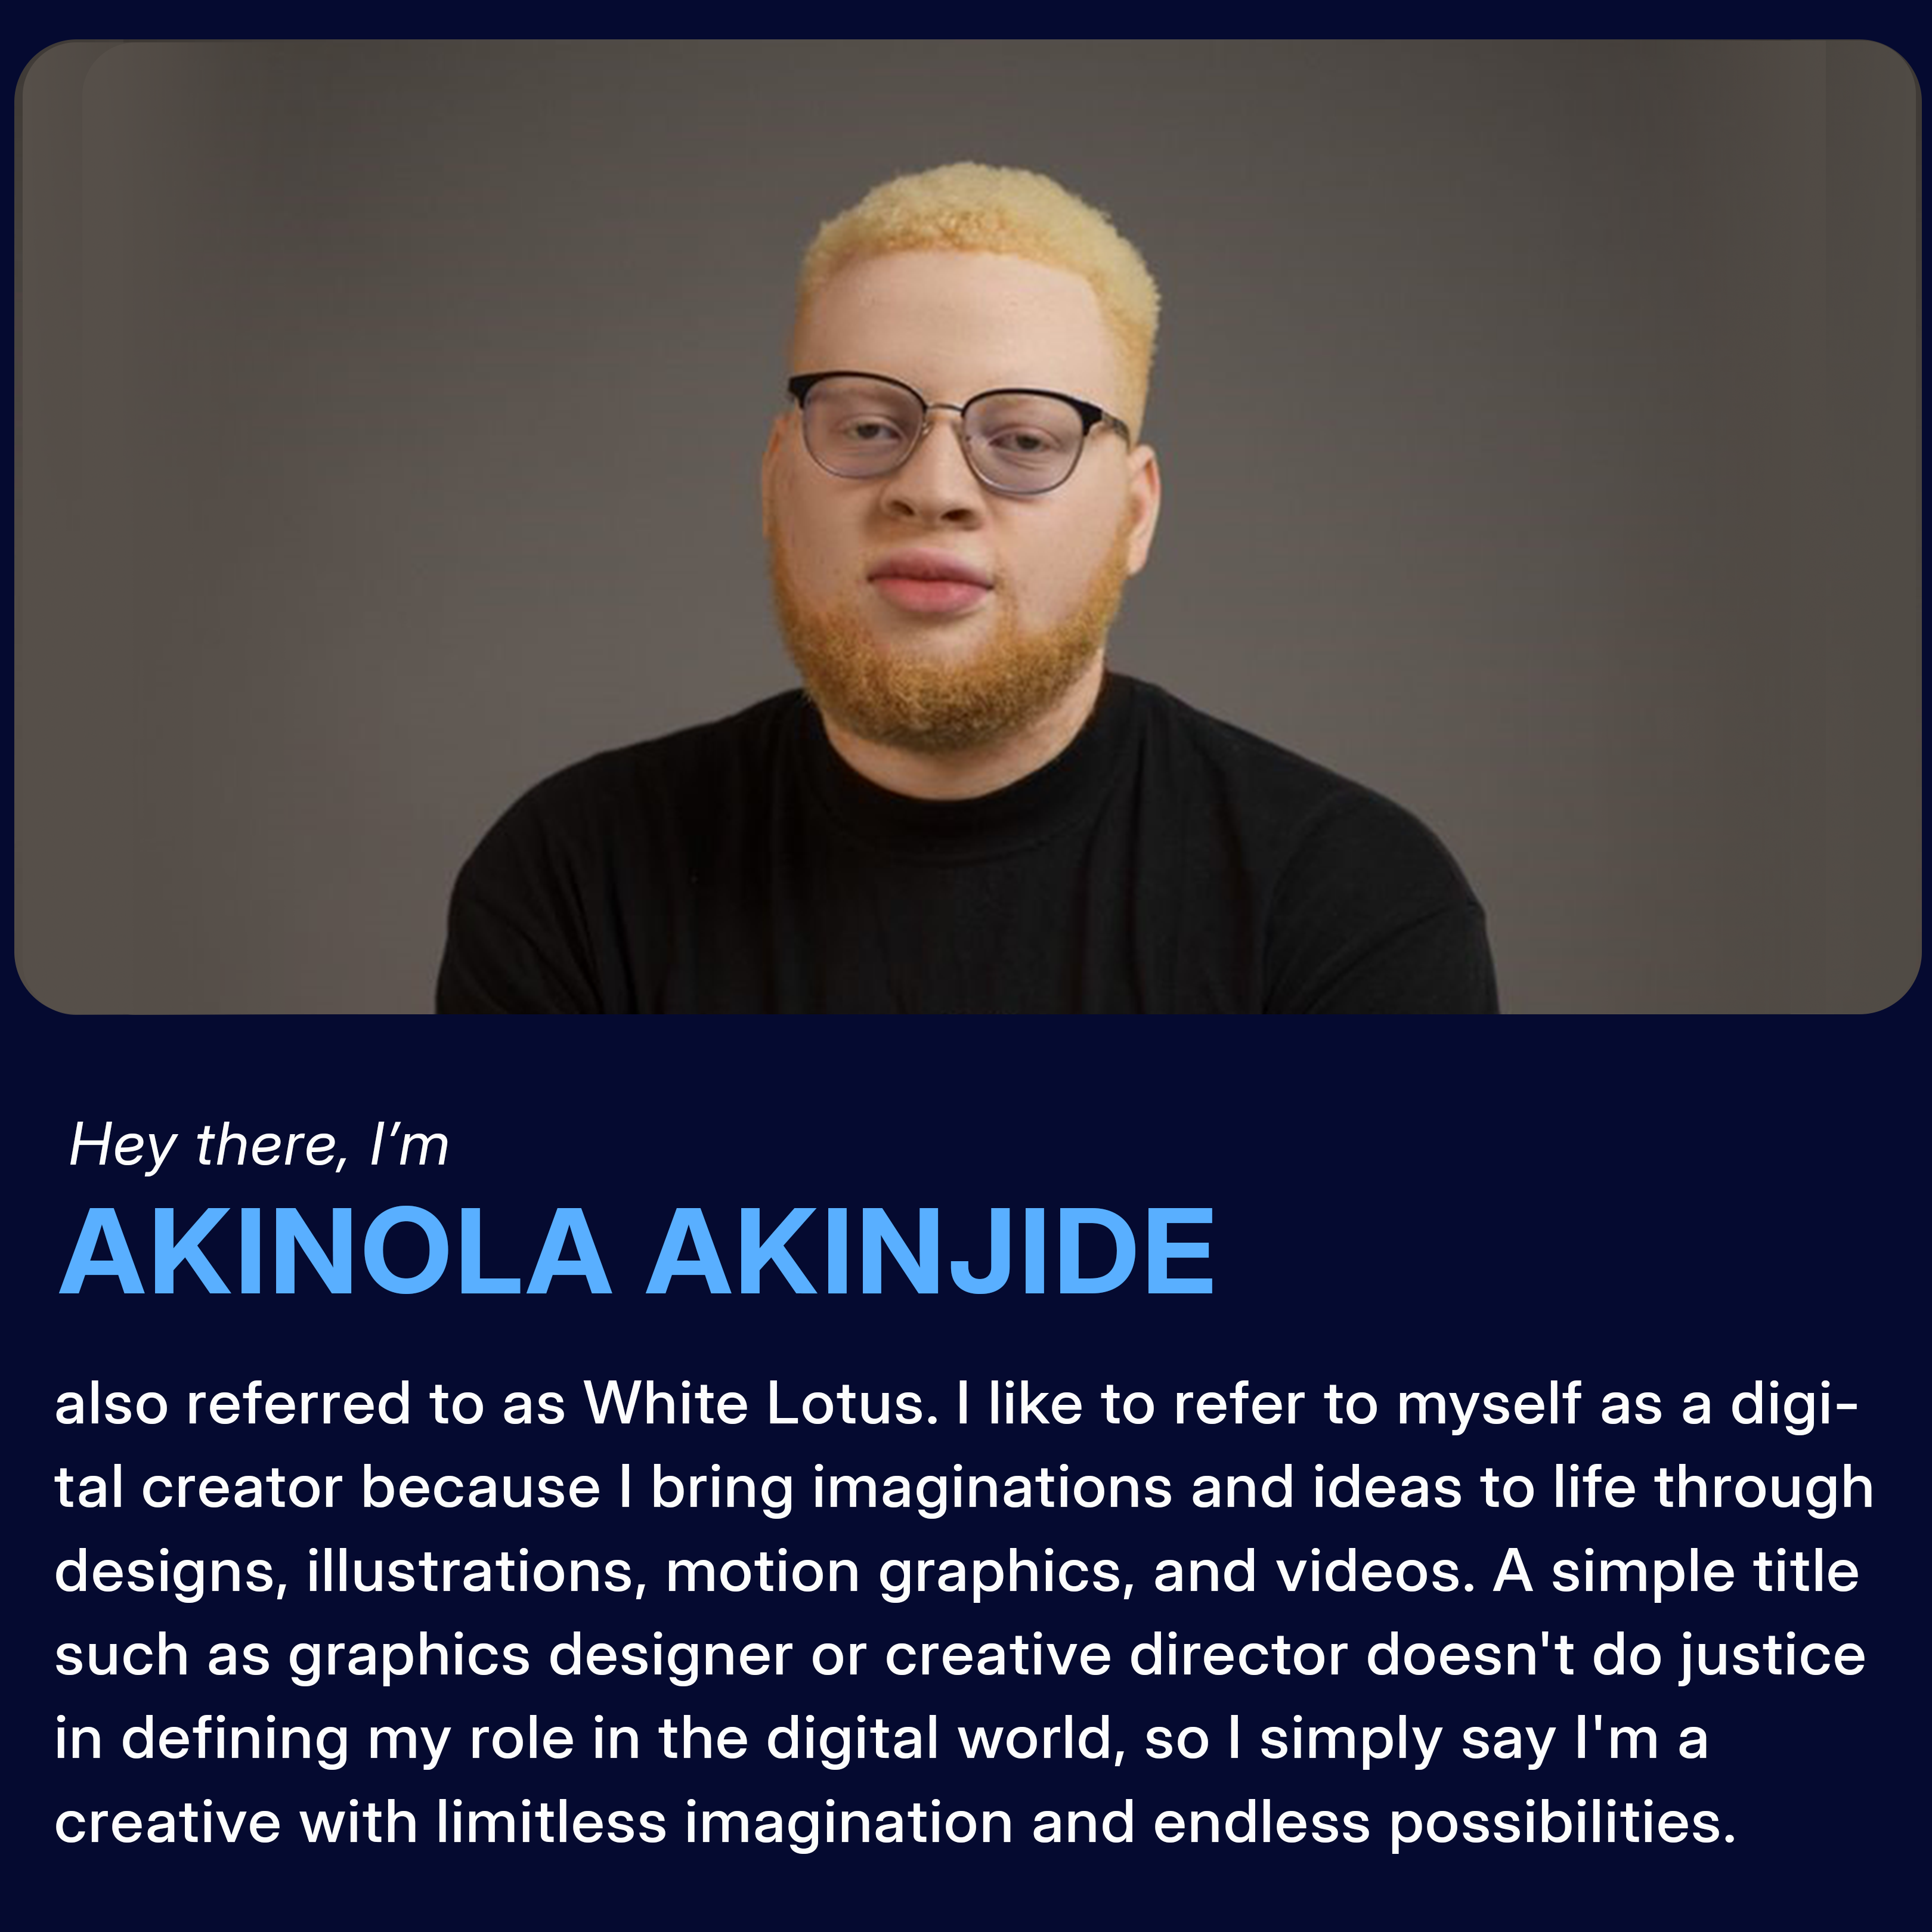 Hey there, I’m
AKINOLA AKINJIDE
also referred to as White Lotus. I like to refer to myself as a digi-
tal creator because I bring imaginations and ideas to life through
designs, illustrations, motion graphics, and videos. A simple title
such as graphics designer or creative director doesn't do justice
in defining my role in the digital world, so I simply say I'm a
creative with limitless imagination and endless possibilities.